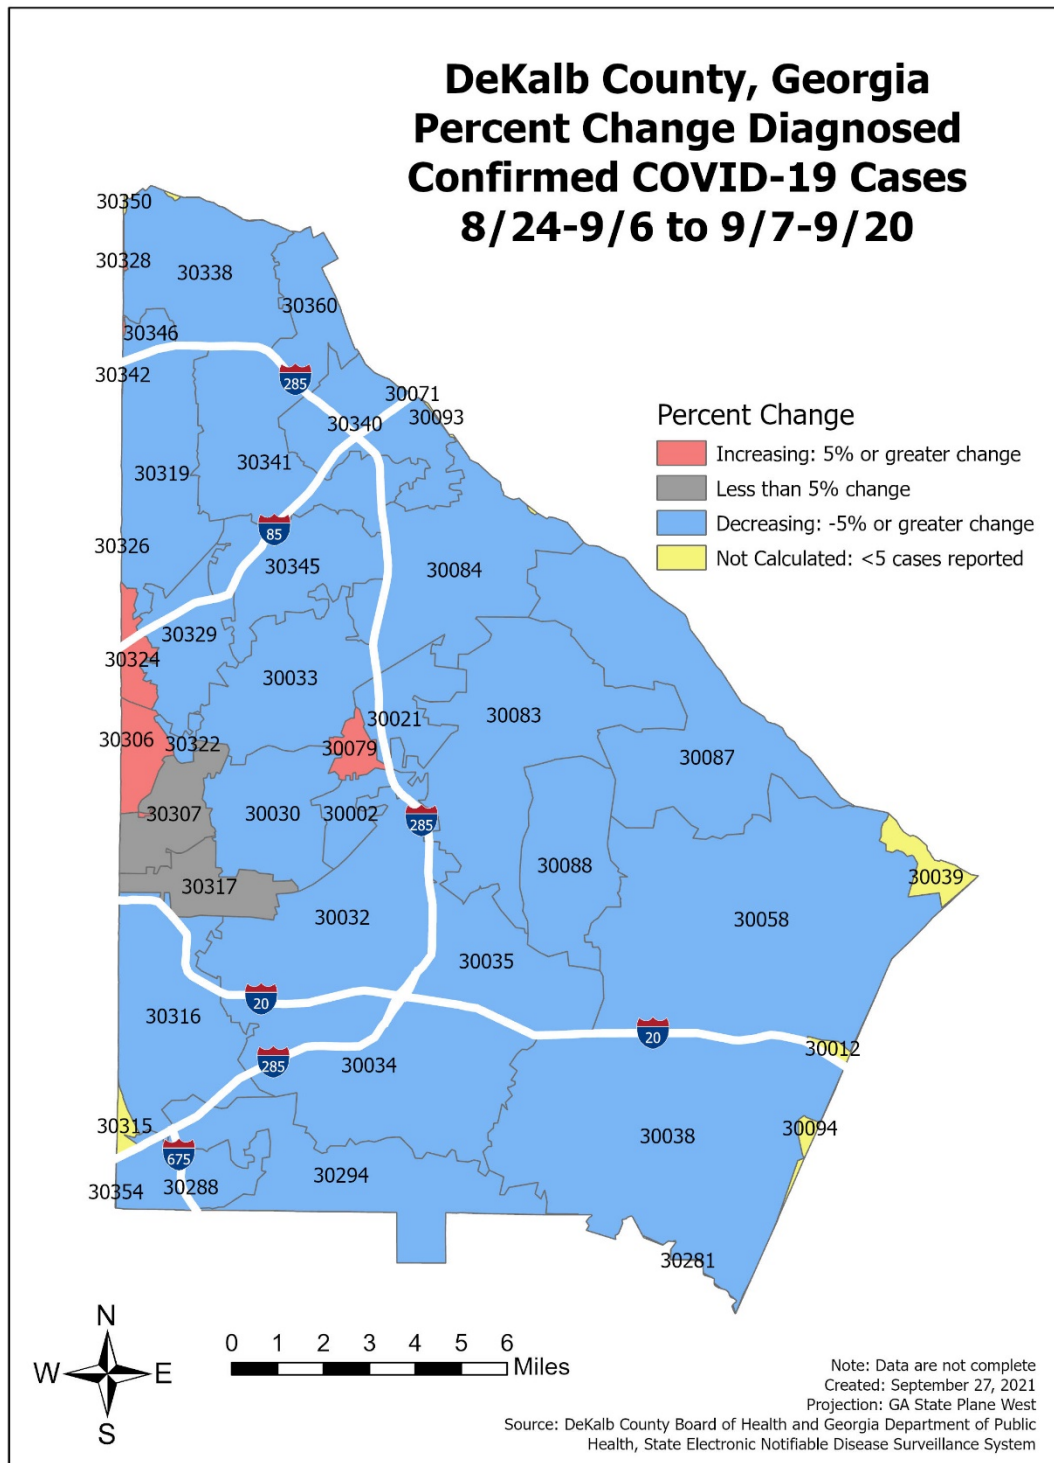 DeKalb County, Georgia
Percent Change Diagnosed
Confirmed COVID-19 Cases
8/24-9/6 to 9/7-9/20
30350
30328
30338
30360
30346
30342
285
30071
30093
30340
30341
30319
Percent Change
Increasing: 5% or greater change
Less than 5% change
Decreasing: -5% or greater change
Not Calculated: <5 cases reported
85
30326
30345
30084
30329
30324
30033
30083
30021
30306
30322
30079
30087
30307
30030
30002
285
30088
30039
30317
30032
30058
30035
20
30316
20
30012
285
30034
30315
30038
30094
675
30354
30288
30294
30281
N
W
E
S
0 1 2 3 4 5 6
Miles
Note: Data are not complete
Created: September 27, 2021
Projection: GA State Plane West
Source: DeKalb County Board of Health and Georgia Department of Public
Health, State Electronic Notifiable Disease Surveillance System